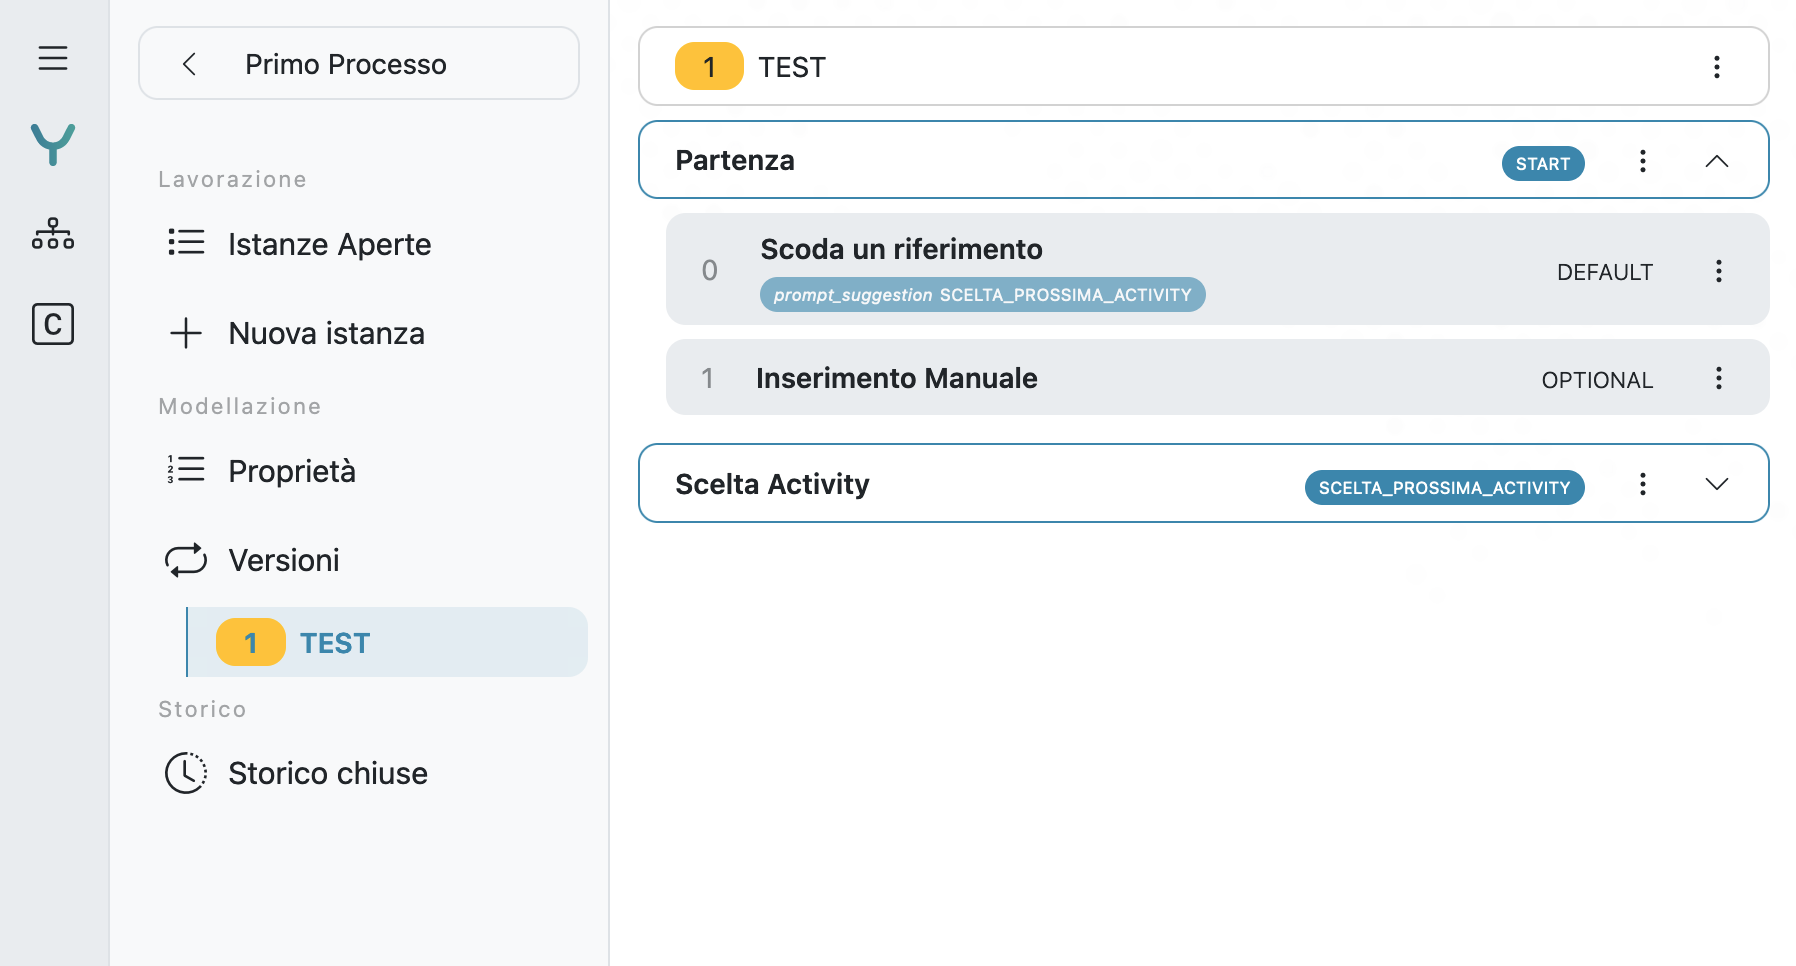 Primo Processo
Lavorazione
Istanze Aperte
Nuova istanza
Modellazione
Proprietà
Versioni
1 TEST
Storico
Storico chiuse
C
1 TEST
Partenza START
0 Scoda un riferimento DEFAULT
prompt_suggestion SCELTA_PROSSIMA_ACTIVITY
1 Inserimento Manuale OPTIONAL
Scelta Activity SCELTA_PROSSIMA_ACTIVITY